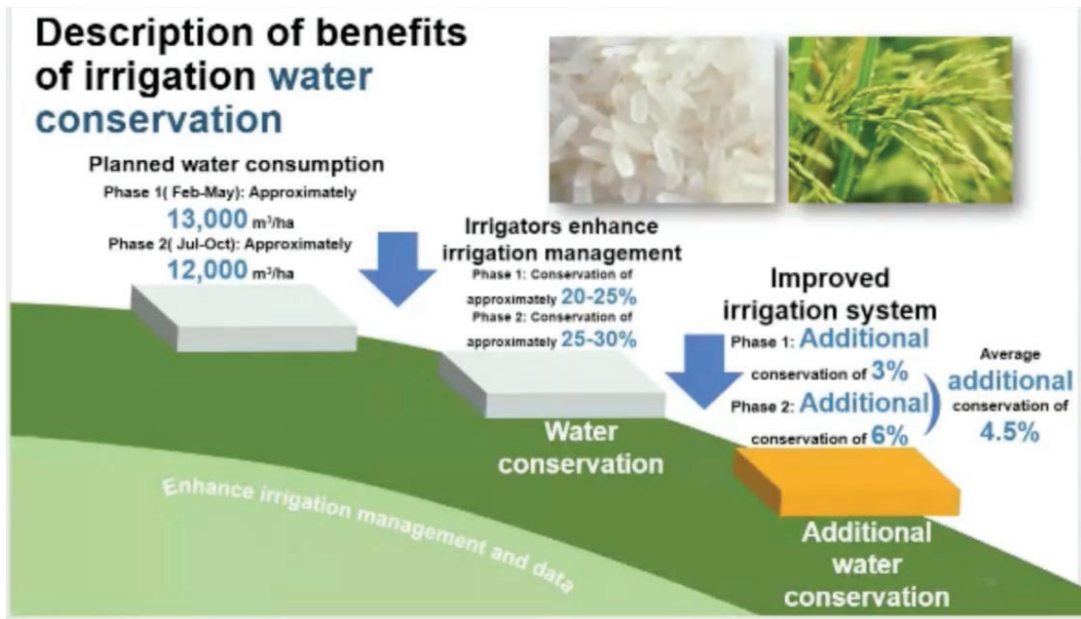 Description of benefits
of irrigation water
conservation
Planned water consumption
Phase 1( Feb-May): Approximately
13,000 m³/ha
Phase 2( Jul-Oct): Approximately
12,000 m³/ha
Irrigators enhance
irrigation management
Phase 1: Conservation of
approximately 20-25%
Phase 2: Conservation of
approximately 25-30%
Improved
irrigation system
Phase 1: Additional
conservation of 3%
Phase 2: Additional
conservation of 6%
Average
additional
conservation of
4.5%
Water
conservation
Additional
water
conservation
Enhance irrigation management and data